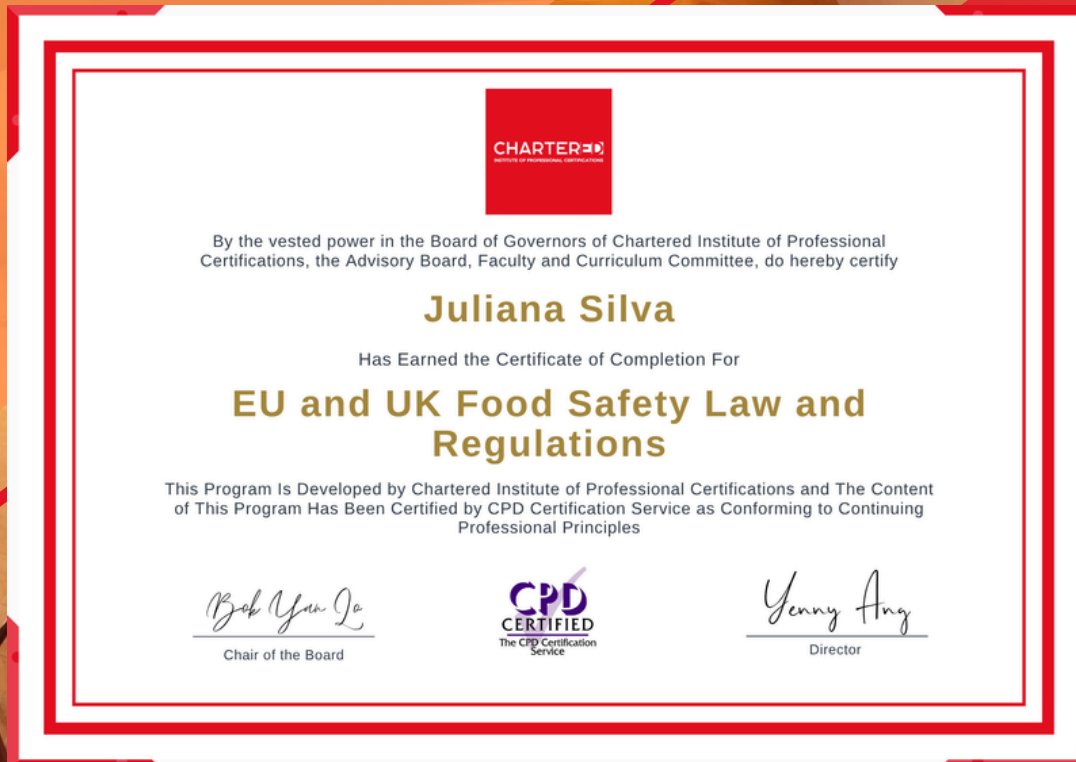 CHARTERED
INSTITUTE OF PROFESSIONAL CERTIFICATIONS
By the vested power in the Board of Governors of Chartered Institute of Professional
Certifications, the Advisory Board, Faculty and Curriculum Committee, do hereby certify
Juliana Silva
Has Earned the Certificate of Completion For
EU and UK Food Safety Law and
Regulations
This Program Is Developed by Chartered Institute of Professional Certifications and The Content
of This Program Has Been Certified by CPD Certification Service as Conforming to Continuing
Professional Principles
Bok Yan Lo
Chair of the Board
CPD
CERTIFIED
The CPD Certification
Service
Yenny Ang
Director